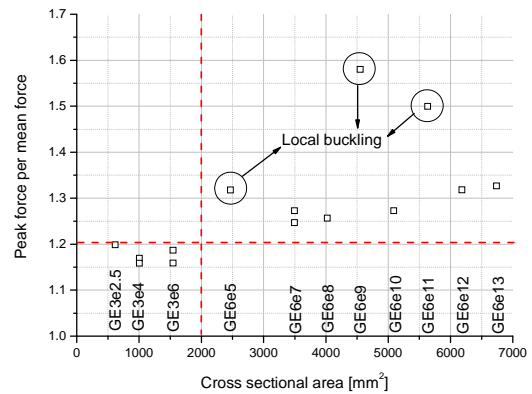 1.7
1.6
1.5
1.4
1.3
1.2
1.1
1.0
Peak force per mean force
Local buckling
GE3e2.5
GE3e4
GE3e6
GE6e5
GE6e7
GE6e8
GE6e9
GE6e10
GE6e11
GE6e12
GE6e13
0 1000 2000 3000 4000 5000 6000 7000
Cross sectional area [mm²]